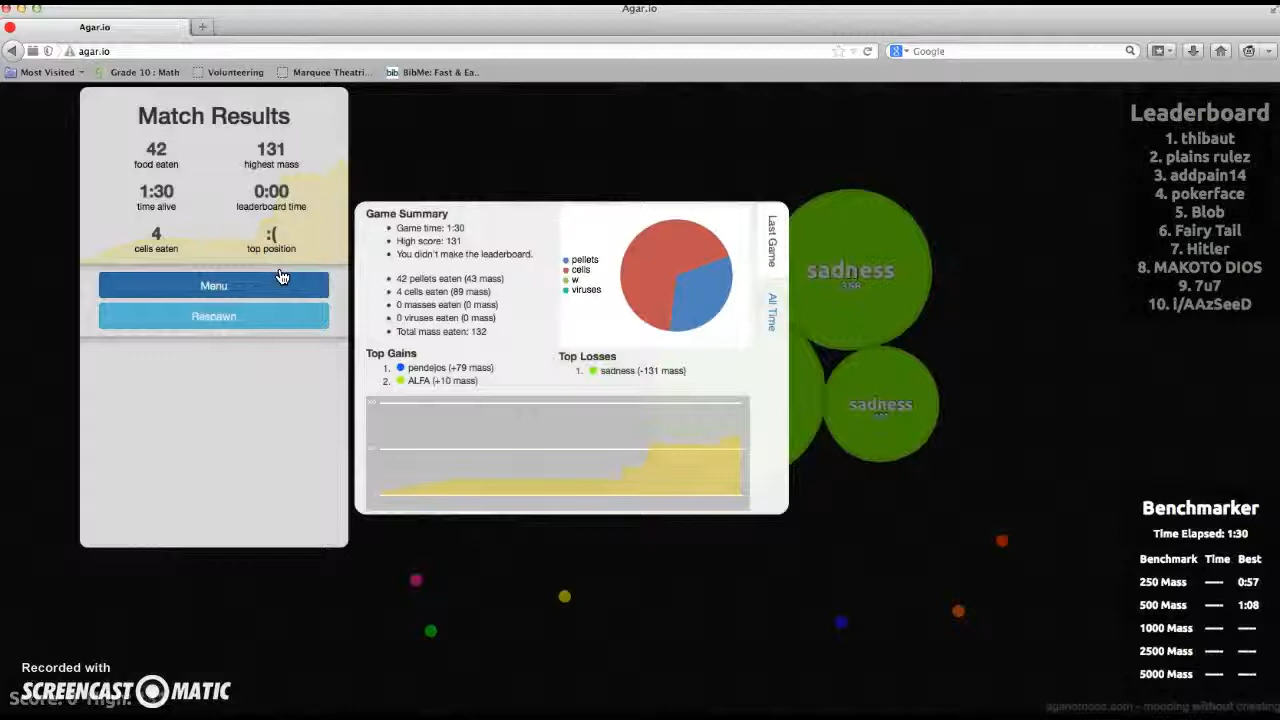 Agar.io
Agar.io
agar.io
Google
Most Visited
Grade 10 : Math
Volunteering
Marquee Theatri...
bib. BibMe: Fast & Ea..
Match Results
42 131
food eaten highest mass
1:30 0:00
time alive leaderboard time
4 :(
cells eaten top position
Menu
Respawn
Game Summary
Game time: 1:30
High score: 131
You didn't make the leaderboard.
42 pellets eaten (43 mass)
4 cells eaten (89 mass)
0 masses eaten (0 mass)
0 viruses eaten (0 mass)
Total mass eaten: 132
pellets
cells
w
viruses
Last Game
All Time
Top Gains
1. pendejos (+79 mass)
2. ALFA (+10 mass)
Top Losses
1. sadness (-131 mass)
sadness
sadness
Leaderboard
1. thibaut
2. plains rulez
3. addpain14
4. pokerface
5. Blob
6. Fairy Tail
7. Hitler
8. MAKOTO DIOS
9. 7u7
10. i/AAzSeeD
Benchmarker
Time Elapsed: 1:30
Benchmark Time Best
250 Mass —— 0:57
500 Mass —— 1:08
1000 Mass —— ——
2500 Mass —— ——
5000 Mass —— ——
Recorded with
SCREENCAST-O-MATIC